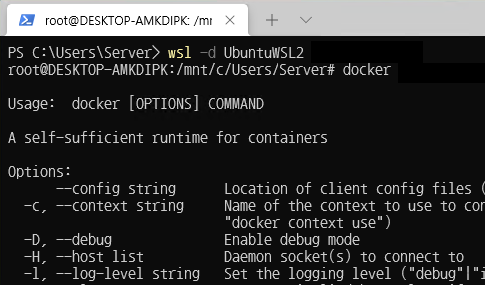 root@DESKTOP-AMKDIPK: /mn
PS C:\Users\Server> wsl -d UbuntuWSL2
root@DESKTOP-AMKDIPK:/mnt/c/Users/Server# docker
Usage:  docker [OPTIONS] COMMAND
A self-sufficient runtime for containers
Options:
--config string      Location of client config files (
-c, --context string     Name of the context to use to con
"docker context use")
-D, --debug              Enable debug mode
-H, --host list          Daemon socket(s) to connect to
-l, --log-level string   Set the logging level ("debug"|"i